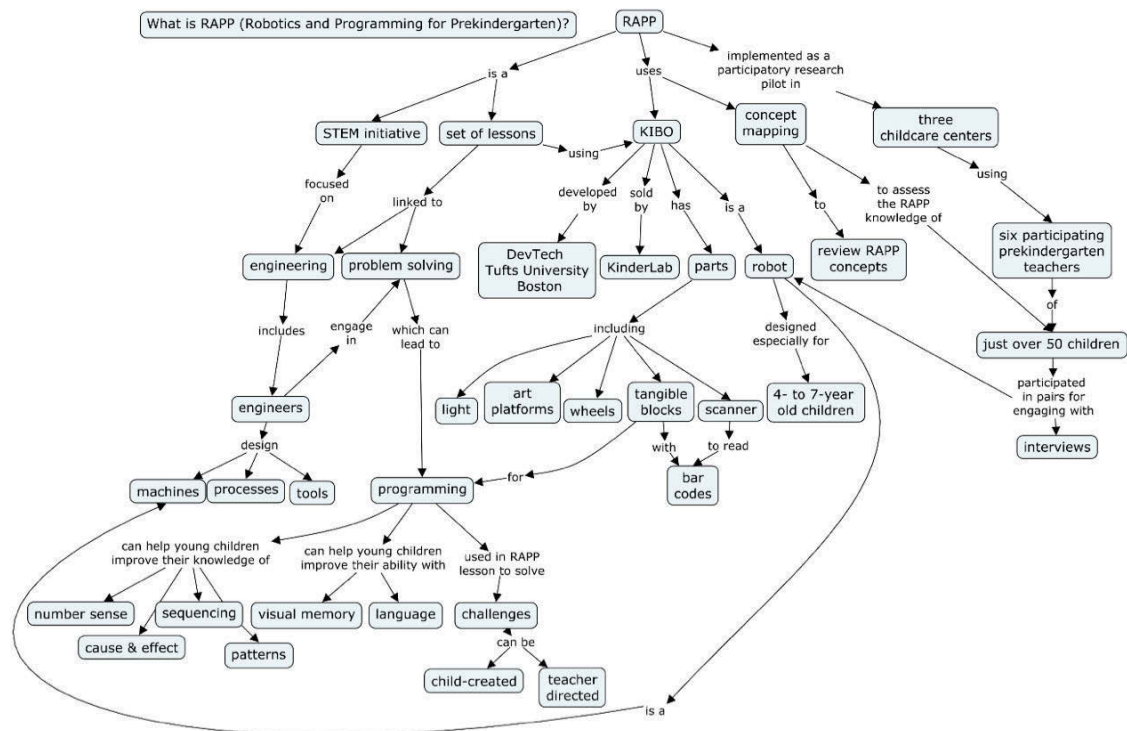 What is RAPP (Robotics and Programming for Prekindergarten)?
RAPP
is a
uses
implemented as a
participatory research
pilot in
STEM initiative
set of lessons
using
KIBO
concept
mapping
three
childcare centers
focused
on
linked to
developed
by
sold
by
has
is a
to
to assess
the RAPP
knowledge of
using
engineering
problem solving
DevTech
Tufts University
Boston
KinderLab
parts
robot
review RAPP
concepts
six participating
prekindergarten
teachers
of
includes
engage
in
which can
lead to
including
designed
especially for
just over 50 children
participated
in pairs for
engaging with
engineers
light
art
platforms
wheels
tangible
blocks
scanner
4- to 7-year
old children
interviews
design
with
to read
machines
processes
tools
programming
for
bar
codes
can help young children
improve their knowledge of
can help young children
improve their ability with
used in RAPP
lesson to solve
number sense
sequencing
visual memory
language
challenges
cause & effect
patterns
can be
child-created
teacher
directed
is a